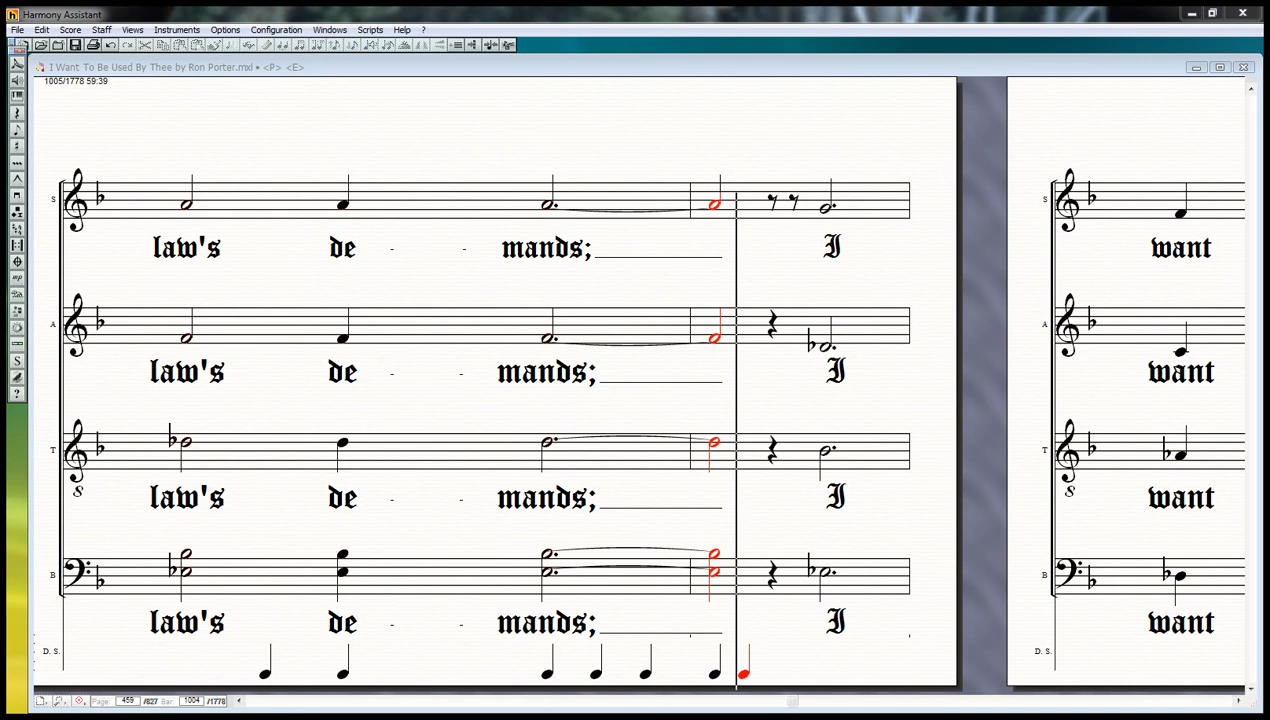 Harmony Assistant
File Edit Score Staff Views Instruments Options Configuration Windows Scripts Help ?
I Want To Be Used By Thee by Ron Porter.mxl • <P> <E>
1005/1778 59:39
S
law's de - - mands; I want
A
law's de - - mands; I want
T
8 8
law's de - - mands; I want
B
law's de - - mands; I want
D. S. D. S.
Page: 459 /827 Bar: 1004 /1778